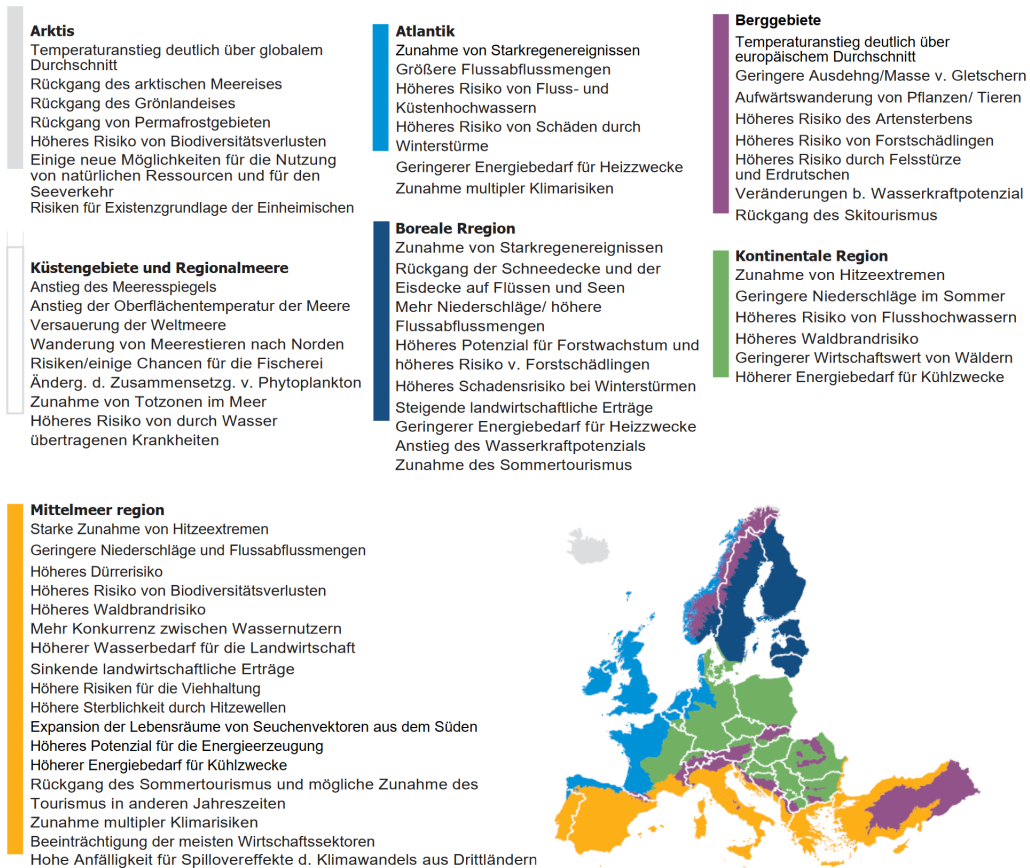 Arktis
Temperaturanstieg deutlich über globalem
Durchschnitt
Rückgang des arktischen Meereises
Rückgang des Grönlandeises
Rückgang von Permafrostgebieten
Höheres Risiko von Biodiversitätsverlusten
Einige neue Möglichkeiten für die Nutzung
von natürlichen Ressourcen und für den
Seeverkehr
Risiken für Existenzgrundlage der Einheimischen
Küstengebiete und Regionalmeere
Anstieg des Meeresspiegels
Anstieg der Oberflächentemperatur der Meere
Versauerung der Weltmeere
Wanderung von Meerestieren nach Norden
Risiken/einige Chancen für die Fischerei
Änderg. d. Zusammensetzg. v. Phytoplankton
Zunahme von Totzonen im Meer
Höheres Risiko von durch Wasser
übertragenen Krankheiten
Atlantik
Zunahme von Starkregenereignissen
Größere Flussabflussmengen
Höheres Risiko von Fluss- und
Küstenhochwassern
Höheres Risiko von Schäden durch
Winterstürme
Geringerer Energiebedarf für Heizzwecke
Zunahme multipler Klimarisiken
Boreale Rregion
Zunahme von Starkregenereignissen
Rückgang der Schneedecke und der
Eisdecke auf Flüssen und Seen
Mehr Niederschläge/ höhere
Flussabflussmengen
Höheres Potenzial für Forstwachstum und
höheres Risiko v. Forstschädlingen
Höheres Schadensrisiko bei Winterstürmen
Steigende landwirtschaftliche Erträge
Geringerer Energiebedarf für Heizzwecke
Anstieg des Wasserkraftpotenzials
Zunahme des Sommertourismus
Berggebiete
Temperaturanstieg deutlich über
europäischem Durchschnitt
Geringere Ausdehng/Masse v. Gletschern
Aufwärtswanderung von Pflanzen/ Tieren
Höheres Risiko des Artensterbens
Höheres Risiko von Forstschädlingen
Höheres Risiko durch Felsstürze
und Erdrutschen
Veränderungen b. Wasserkraftpotenzial
Rückgang des Skitourismus
Kontinentale Region
Zunahme von Hitzeextremen
Geringere Niederschläge im Sommer
Höheres Risiko von Flusshochwassern
Höheres Waldbrandrisiko
Geringerer Wirtschaftswert von Wäldern
Höherer Energiebedarf für Kühlzwecke
Mittelmeer region
Starke Zunahme von Hitzeextremen
Geringere Niederschläge und Flussabflussmengen
Höheres Dürrerisiko
Höheres Risiko von Biodiversitätsverlusten
Höheres Waldbrandrisiko
Mehr Konkurrenz zwischen Wassernutzern
Höherer Wasserbedarf für die Landwirtschaft
Sinkende landwirtschaftliche Erträge
Höhere Risiken für die Viehhaltung
Höhere Sterblichkeit durch Hitzewellen
Expansion der Lebensräume von Seuchenvektoren aus dem Süden
Höheres Potenzial für die Energieerzeugung
Höherer Energiebedarf für Kühlzwecke
Rückgang des Sommertourismus und mögliche Zunahme des
Tourismus in anderen Jahreszeiten
Zunahme multipler Klimarisiken
Beeinträchtigung der meisten Wirtschaftssektoren
Hohe Anfälligkeit für Spillovereffekte d. Klimawandels aus Drittländern